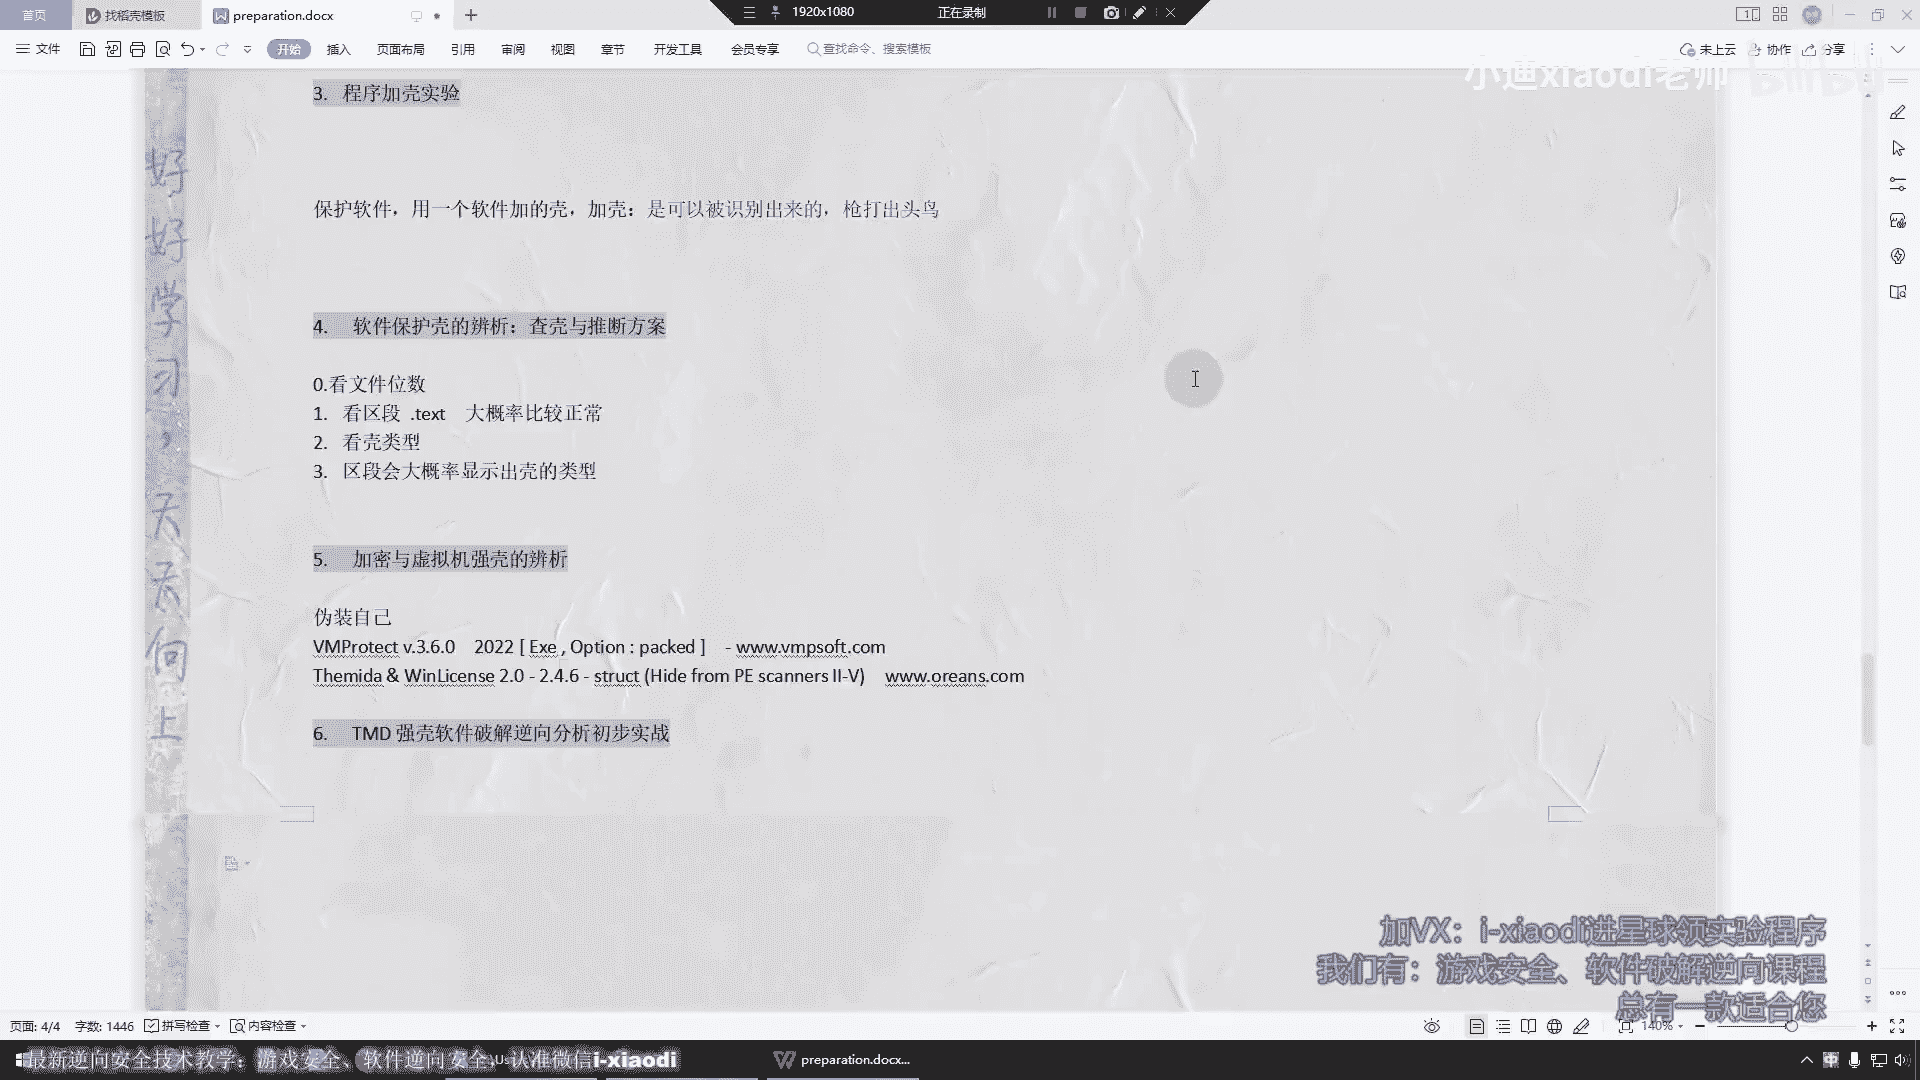 首页
找稻壳模板
preparation.docx
1920x1080
正在录制
文件
开始
插入
页面布局
引用
审阅
视图
章节
开发工具
会员专享
查找命令、搜索模板
未上云
协作
分享
小迪xiaodi老师
3. 程序加壳实验
保护软件，用一个软件加的壳，加壳：是可以被识别出来的，枪打出头鸟
4. 软件保护壳的辨析：查壳与推断方案
0.看文件位数
1. 看区段 .text 大概率比较正常
2. 看壳类型
3. 区段会大概率显示出壳的类型
5. 加密与虚拟机强壳的辨析
伪装自己
VMProtect v.3.6.0 2022 [ Exe , Option : packed ] - www.vmpsoft.com
Themida & WinLicense 2.0 - 2.4.6 - struct (Hide from PE scanners II-V) www.oreans.com
6. TMD 强壳软件破解逆向分析初步实战
好好学习，天天向上
加VX：i-xiaodi进星球领实验程序
我们有：游戏安全、软件破解逆向课程
总有一款适合您
页面: 4/4
字数: 1446
拼写检查
内容检查
140%
最新逆向安全技术教学：游戏安全、软件逆向安全，认准微信i-xiaodi
preparation.docx...